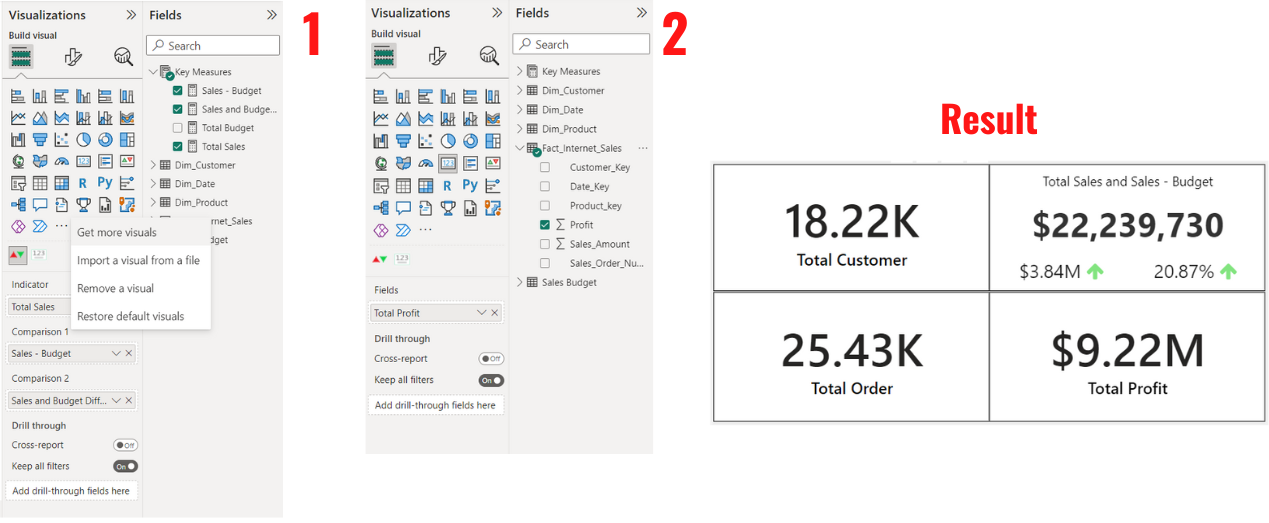 Visualizations
Fields
1
Build visual
Search
Key Measures
Sales - Budget
Sales and Budge...
Total Budget
Total Sales
Dim_Customer
Dim_Date
Dim_Product
ernet_Sales
dget
R
Py
123
Get more visuals
Import a visual from a file
Remove a visual
Restore default visuals
123
Indicator
Total Sales
Comparison 1
Sales - Budget
Comparison 2
Sales and Budget Diff...
Drill through
Cross-report
Off
Keep all filters
On
Add drill-through fields here
Visualizations
Fields
2
Build visual
Search
Key Measures
Dim_Customer
Dim_Date
Dim_Product
Fact_Internet_Sales
Customer_Key
Date_Key
Product_key
Profit
Sales_Amount
Sales_Order_Nu...
Sales Budget
123
R
Py
123
Fields
Total Profit
Drill through
Cross-report
Off
Keep all filters
On
Add drill-through fields here
Result
18.22K
Total Customer
Total Sales and Sales - Budget
$22,239,730
$3.84M
20.87%
25.43K
Total Order
$9.22M
Total Profit